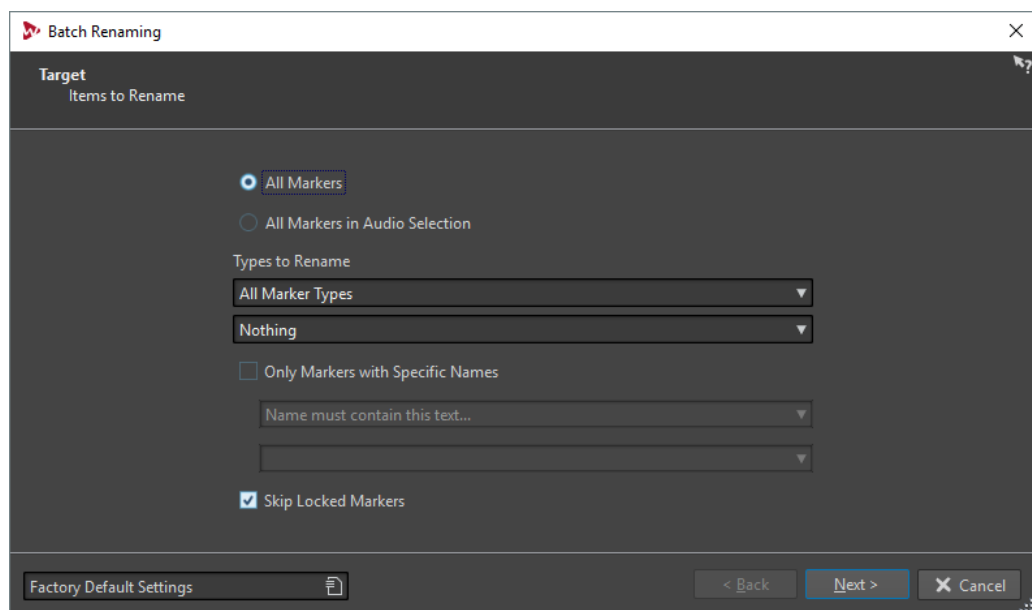 Batch Renaming
Target
Items to Rename
All Markers
All Markers in Audio Selection
Types to Rename
All Marker Types
Nothing
Only Markers with Specific Names
Name must contain this text...
Skip Locked Markers
Factory Default Settings
< Back Next > Cancel